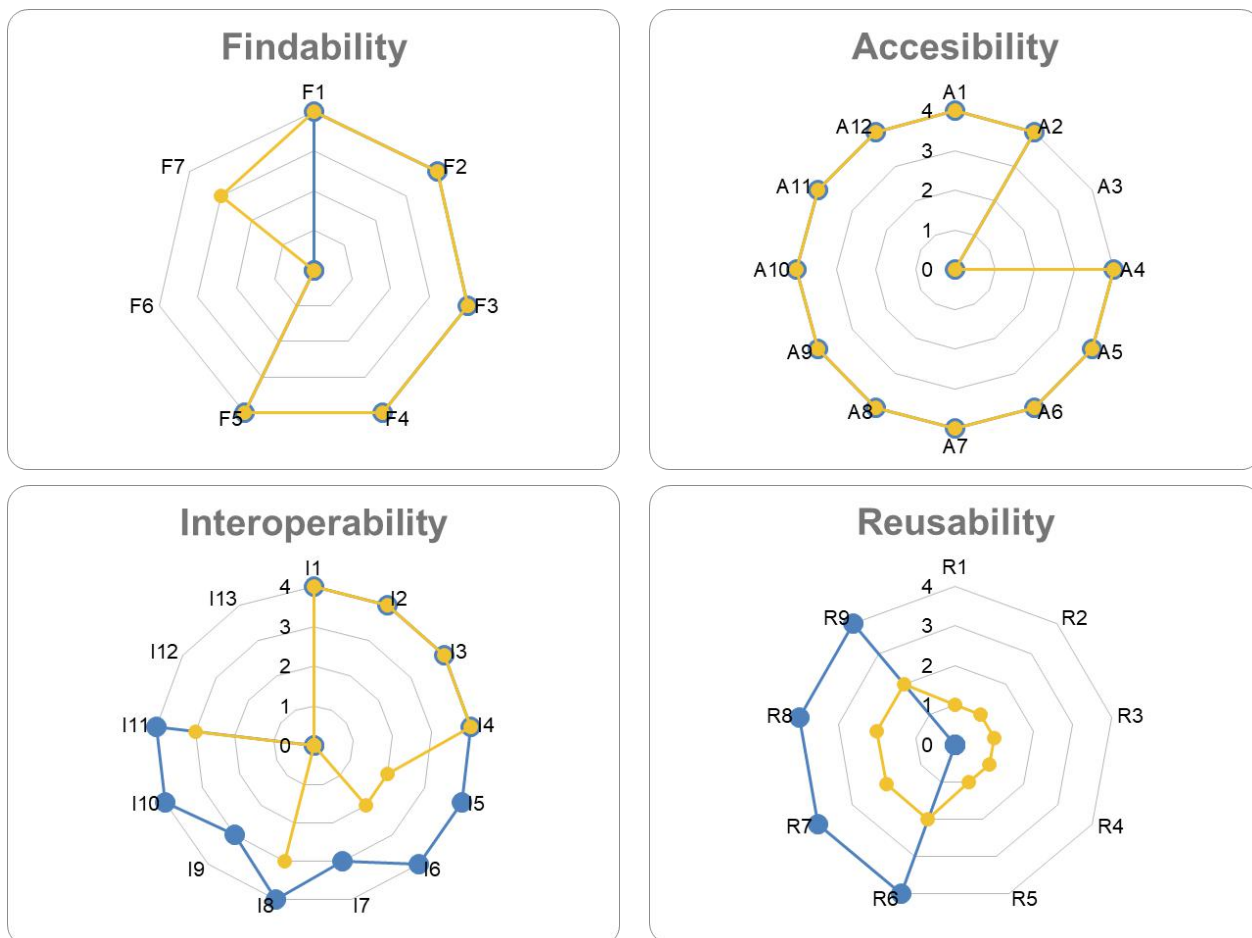 Findability
F1
F7
F2
F6
F3
F5
F4
Accesibility
A1
4
A12
A2
3
A11
A3
2
1
A10
0
A4
A9
A5
A8
A6
A7
Interoperability
I1
4
I13
I2
3
I12
I3
2
1
I11
I4
0
I10
I5
I9
I6
I8
I7
Reusability
R1
4
R9
R2
3
2
R8
R3
1
0
R7
R4
R6
R5